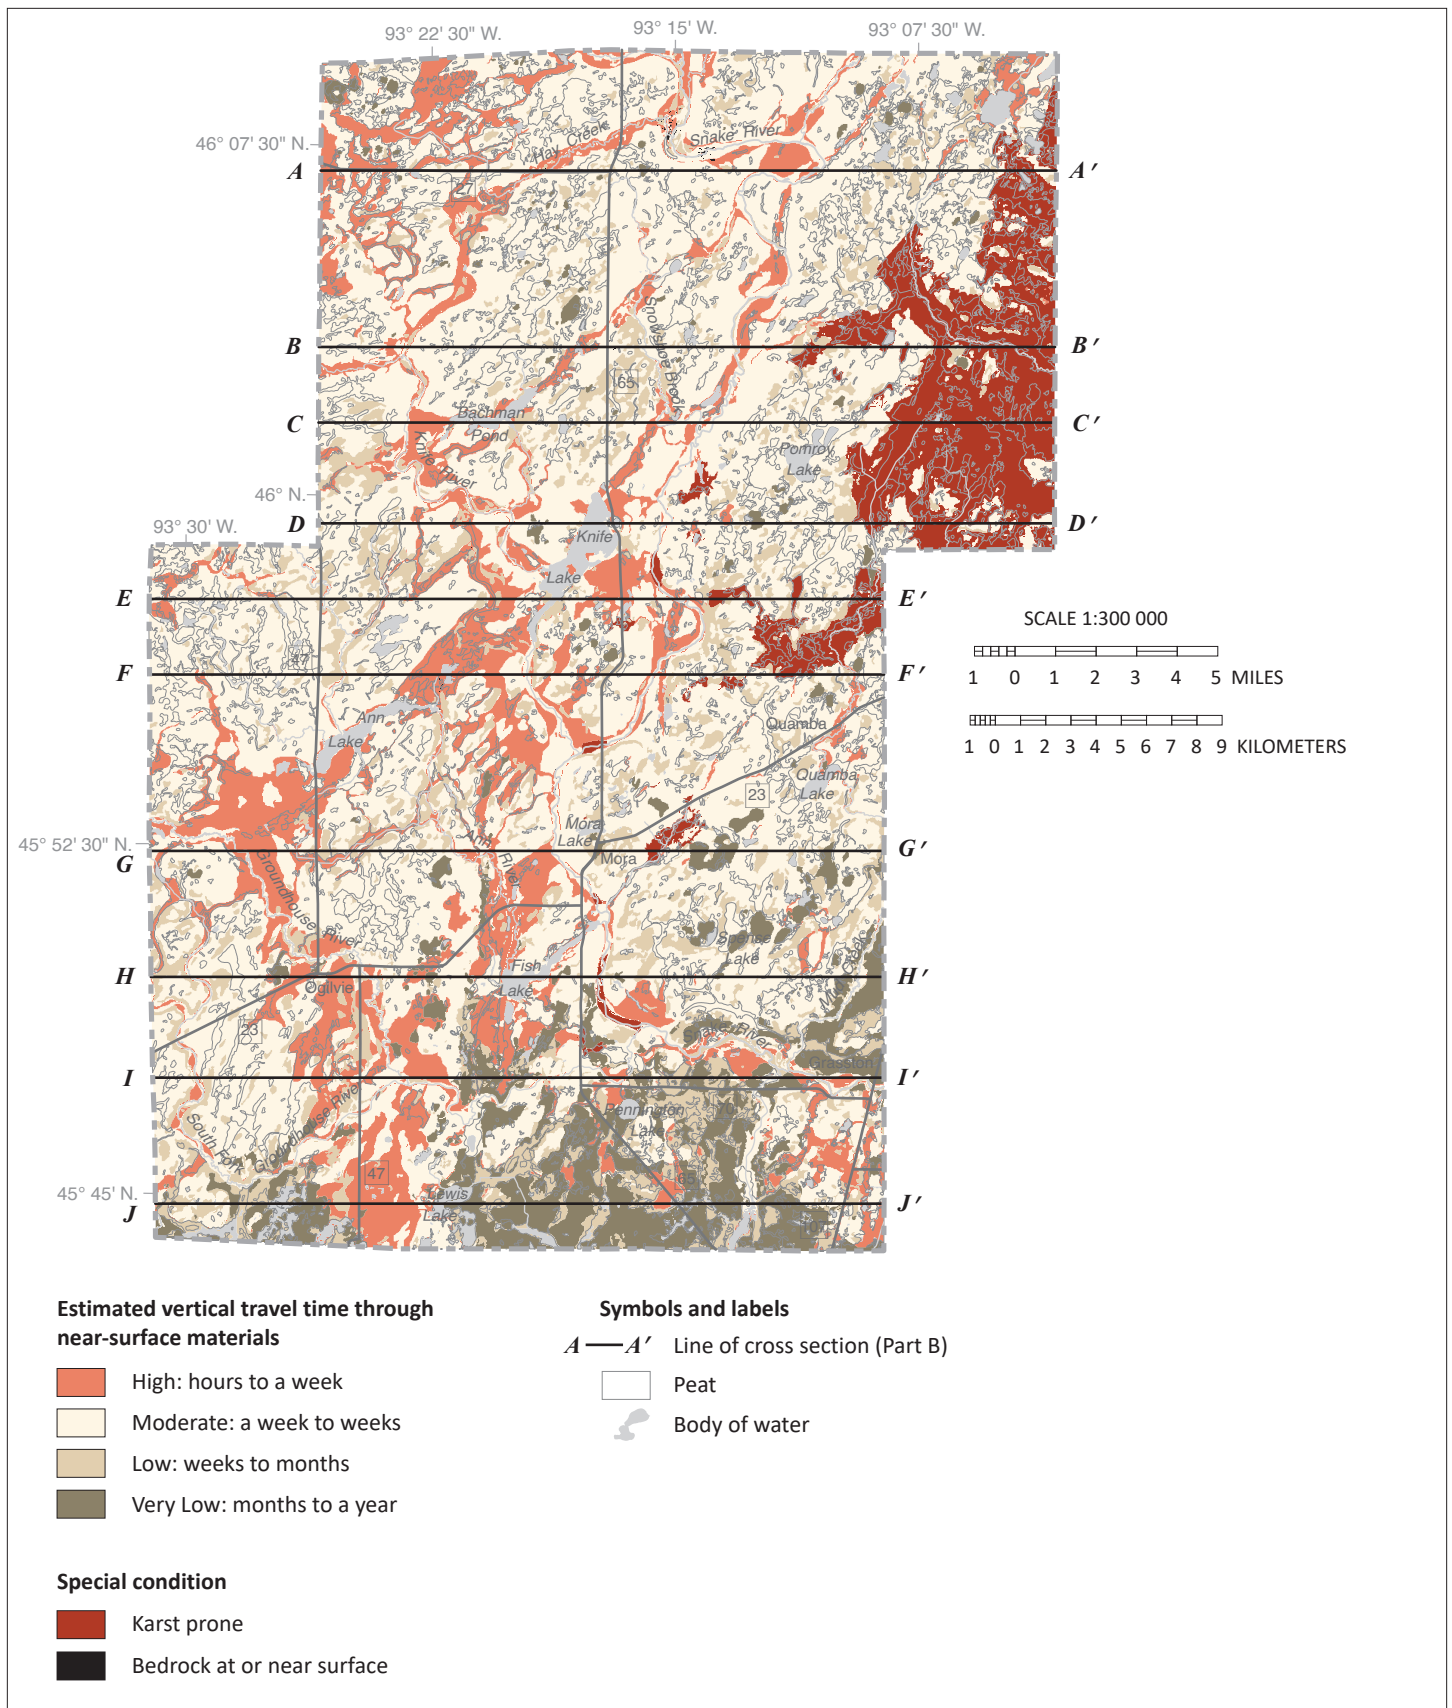 93° 22' 30" W.
93° 15' W.
93° 07' 30" W.
46° 07' 30" N.
Hay Creek
Snake River
A
A'
27
Snowshoe Brook
B
B'
65
Bachman
Pond
C
C'
Knife River
Pomroy
Lake
46° N.
D
D'
93° 30' W.
Knife
Lake
E
E'
SCALE 1:300 000
1 0 1 2 3 4 5 MILES
1 0 1 2 3 4 5 6 7 8 9 KILOMETERS
47
F
F'
Ann
Lake
Quamba
Quamba
Lake
23
Mora
Lake
Ann River
45° 52' 30" N.
G
G'
Mora
Groundhouse River
Spense
Lake
Mud Creek
Fish
Lake
H
H'
Ogilvie
23
Snake River
Grasston
I
I'
South Fork Groundhouse River
Pennington
Lake
70
47
65
45° 45' N.
Lewis
Lake
J
J'
107
Estimated vertical travel time through
near-surface materials
High: hours to a week
Moderate: a week to weeks
Low: weeks to months
Very Low: months to a year
Special condition
Karst prone
Bedrock at or near surface
Symbols and labels
A A' Line of cross section (Part B)
Peat
Body of water